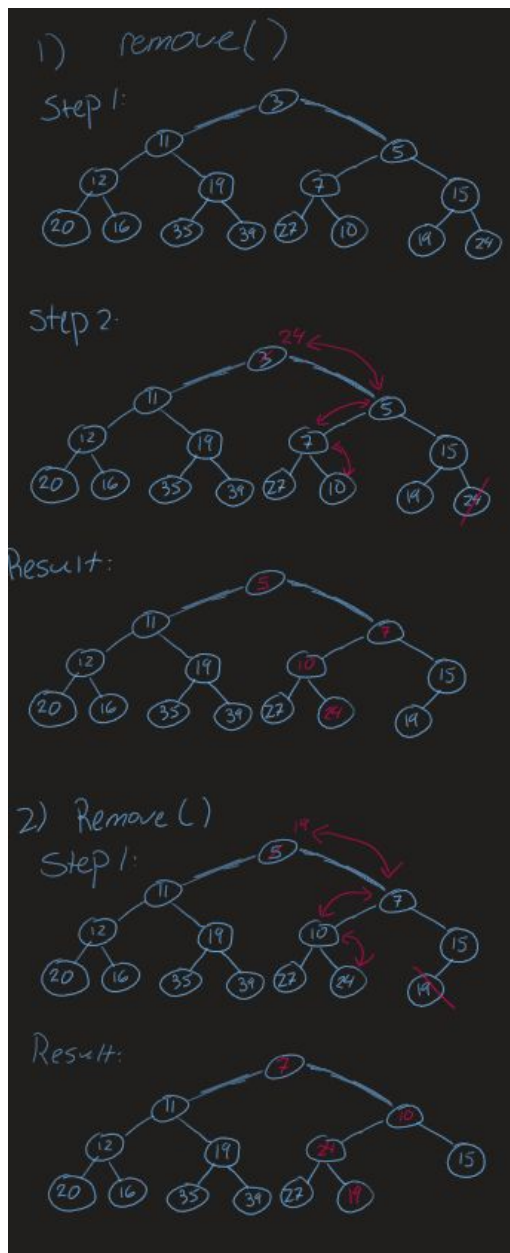 1) remove()
Step 1:
3
11 5
12 19 7 15
20 16 35 39 27 10 19 24
Step 2.
24
3
11 5
12 19 7 15
20 16 35 39 27 10 19 24
Result:
5
11 7
12 19 10 15
20 16 35 39 27 24 19
2) Remove()
Step 1:
19
5
11 7
12 19 10 15
20 16 35 39 27 24 19
Result:
7
11 10
12 19 24 15
20 16 35 39 27 19